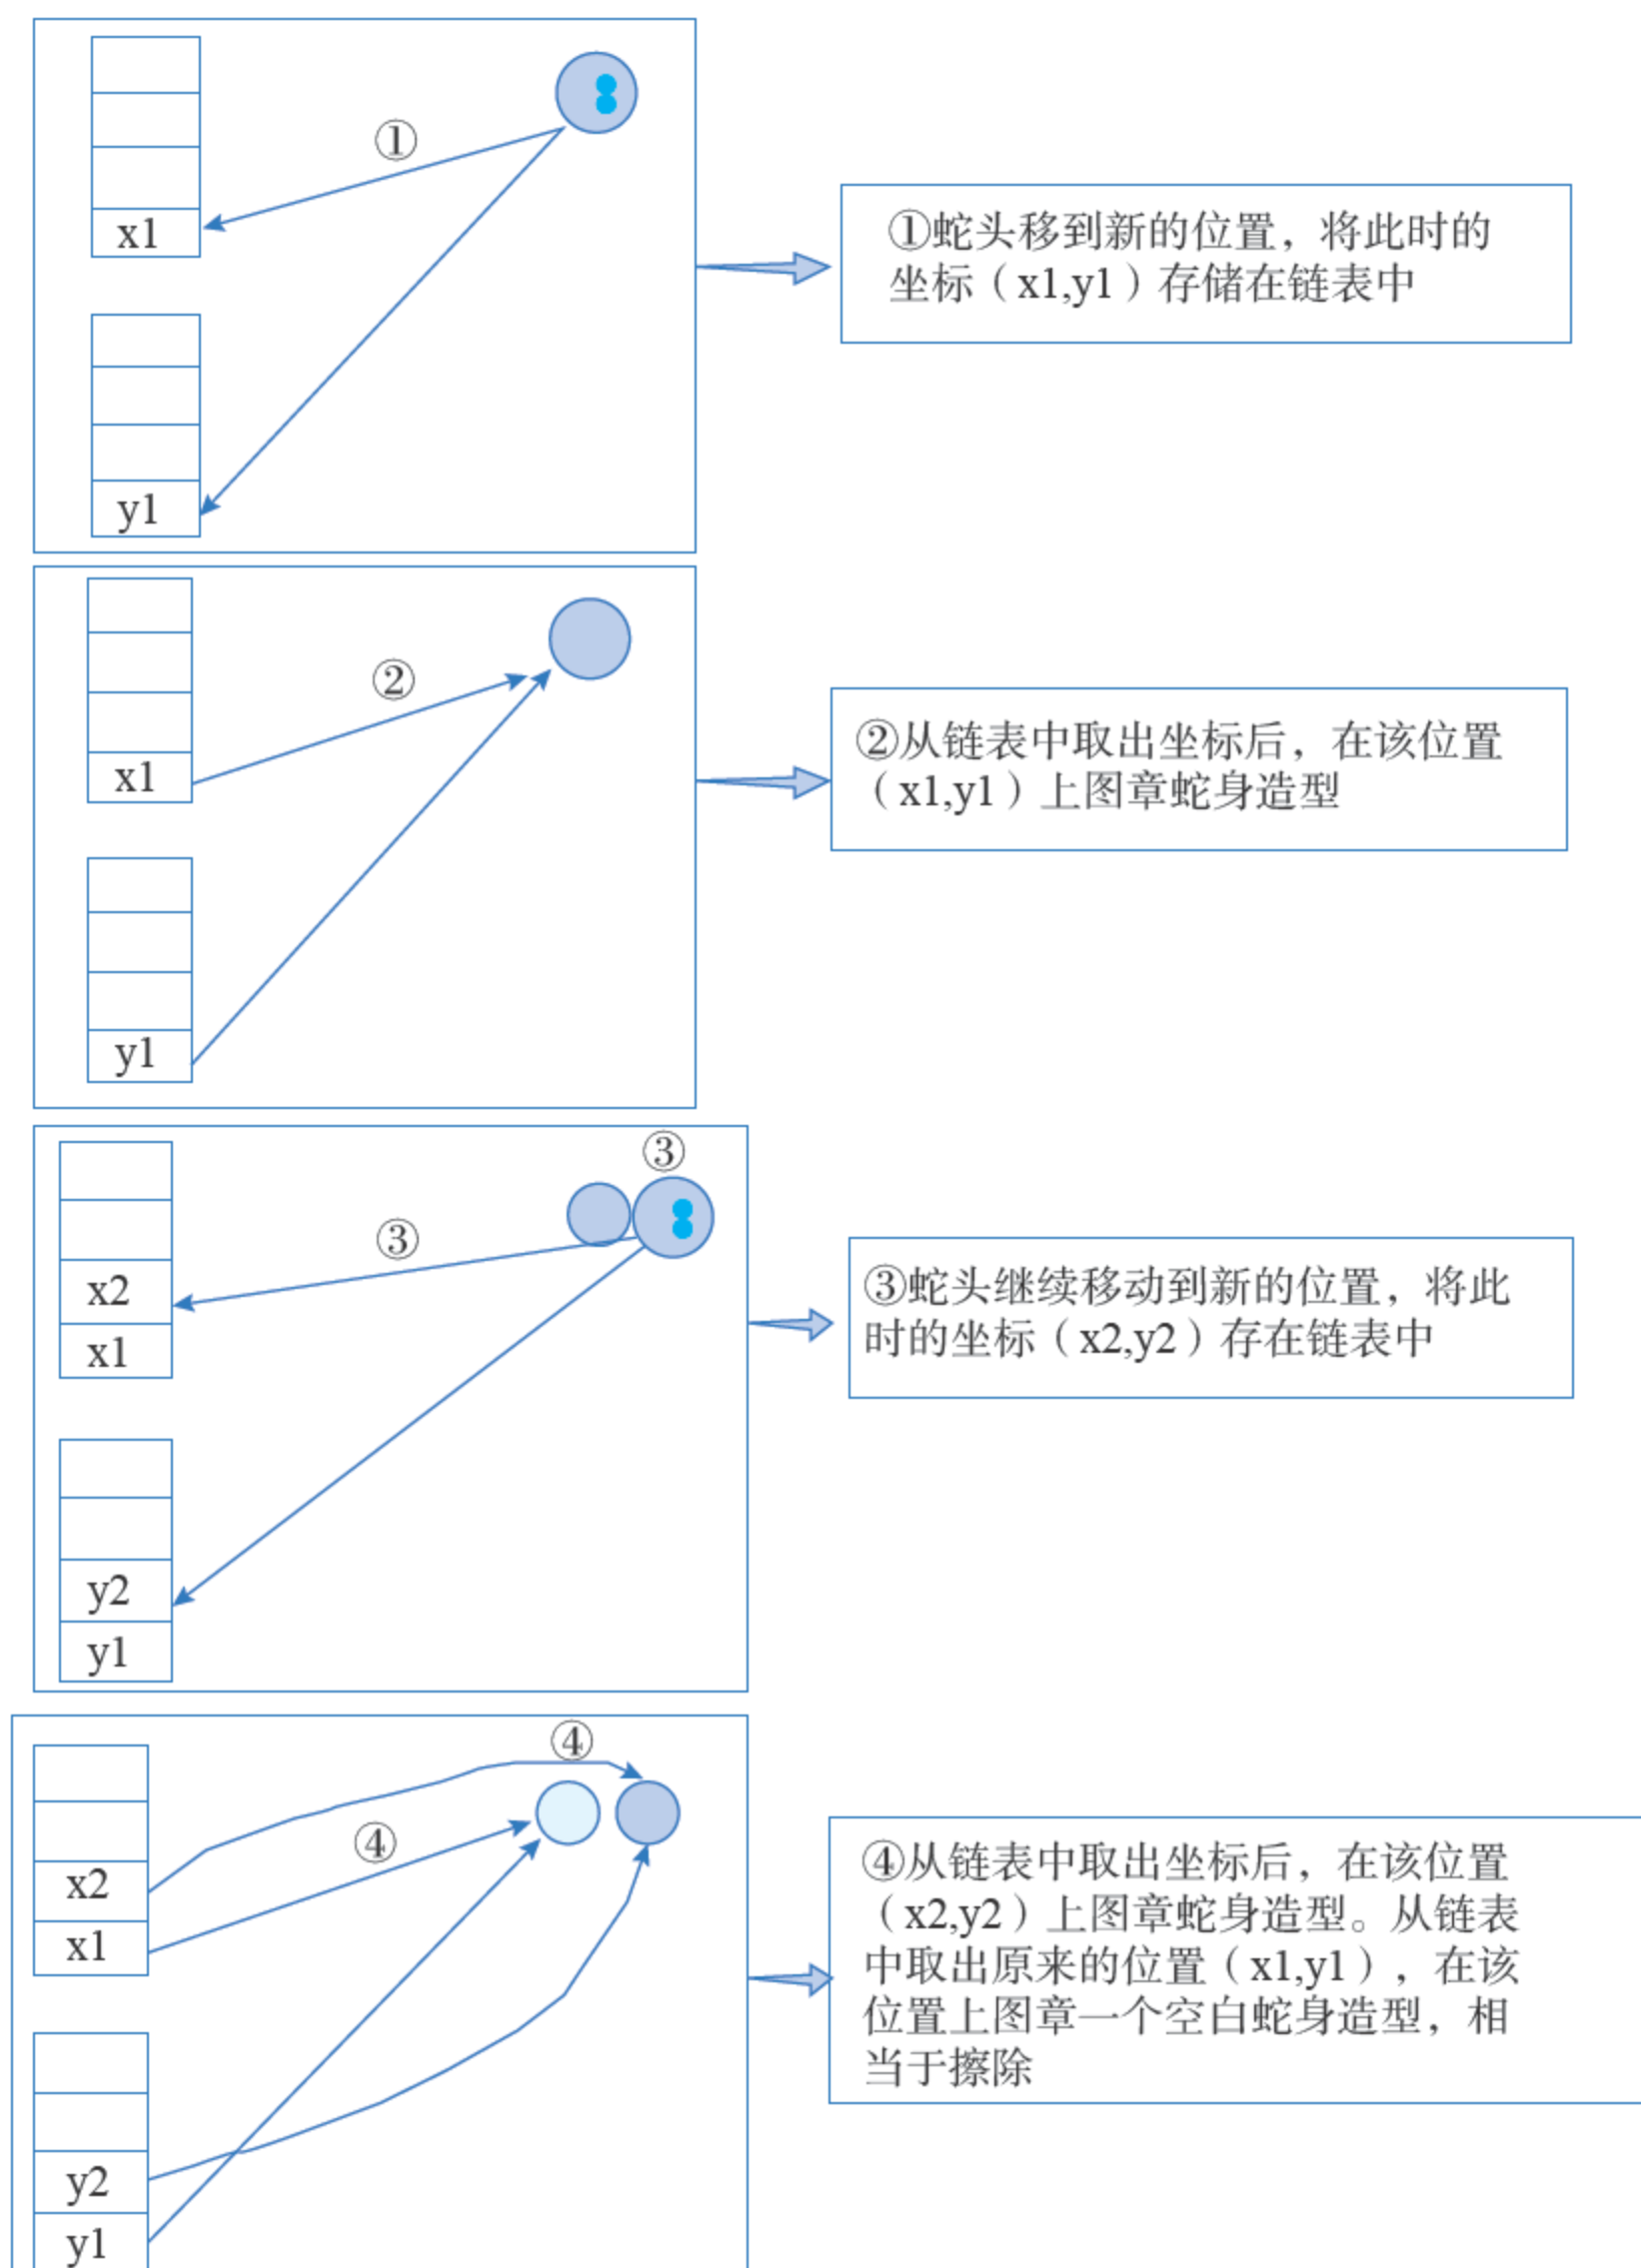 ①
x1
y1
①蛇头移到新的位置，将此时的
坐标（x1,y1）存储在链表中
②
x1
y1
②从链表中取出坐标后，在该位置
（x1,y1）上图章蛇身造型
③
③
x2
x1
y2
y1
③蛇头继续移动到新的位置，将此
时的坐标（x2,y2）存在链表中
④
④
x2
x1
y2
y1
④从链表中取出坐标后，在该位置
（x2,y2）上图章蛇身造型。从链表
中取出原来的位置（x1,y1），在该
位置上图章一个空白蛇身造型，相
当于擦除